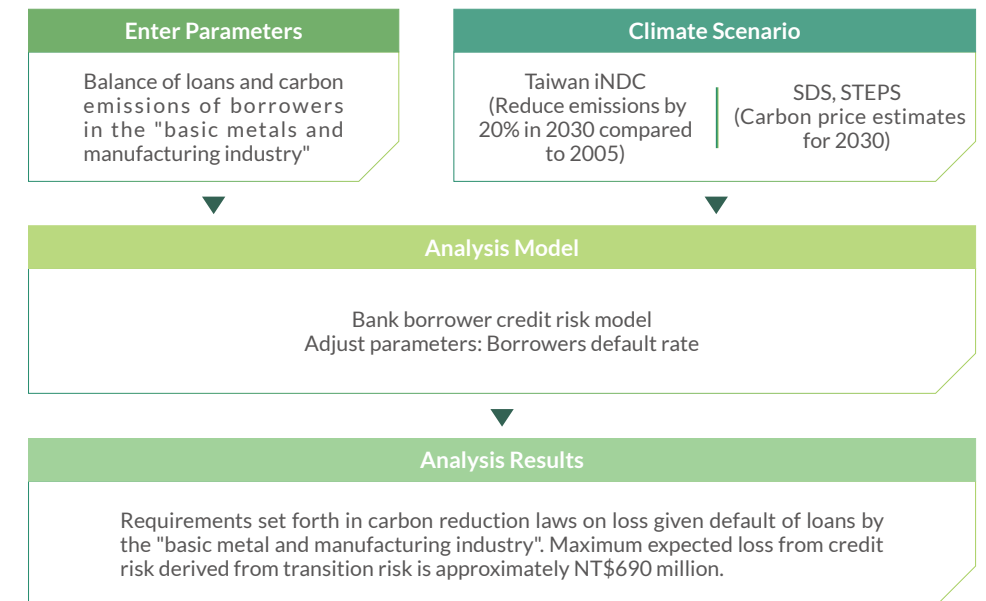 Enter Parameters
Balance of loans and carbon
emissions of borrowers
in the "basic metals and
manufacturing industry"
Climate Scenario
Taiwan iNDC
(Reduce emissions by
20% in 2030 compared
to 2005)
SDS, STEPS
(Carbon price estimates
for 2030)
Analysis Model
Bank borrower credit risk model
Adjust parameters: Borrowers default rate
Analysis Results
Requirements set forth in carbon reduction laws on loss given default of loans by
the "basic metal and manufacturing industry". Maximum expected loss from credit
risk derived from transition risk is approximately NT$690 million.